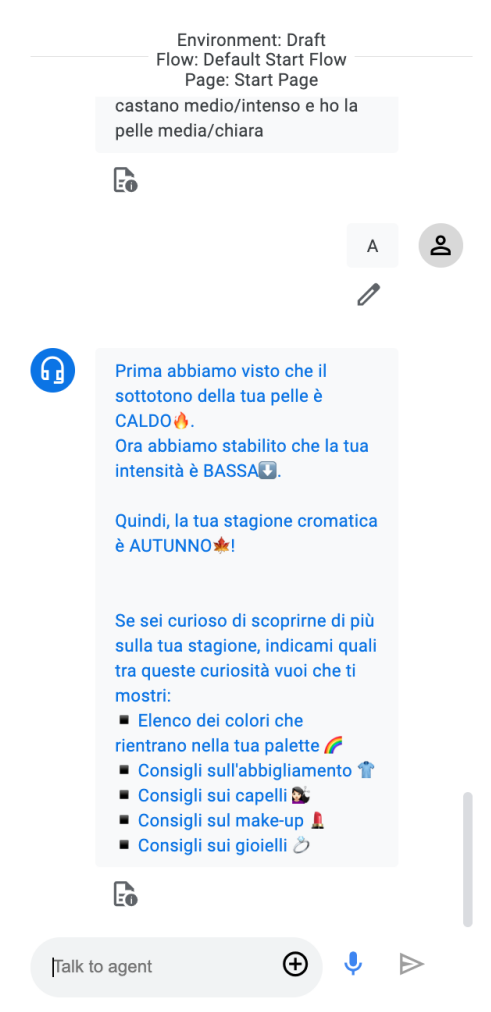 Environment: Draft
Flow: Default Start Flow
Page: Start Page
castano medio/intenso e ho la
pelle media/chiara
A
Prima abbiamo visto che il
sottotono della tua pelle è
CALDO🔥.
Ora abbiamo stabilito che la tua
intensità è BASSA⬇️.
Quindi, la tua stagione cromatica
è AUTUNNO🍁!
Se sei curioso di scoprirne di più
sulla tua stagione, indicami quali
tra queste curiosità vuoi che ti
mostri:
▪️ Elenco dei colori che
rientrano nella tua palette 🌈
▪️ Consigli sull'abbigliamento 👕
▪️ Consigli sui capelli 💇🏻‍♀️
▪️ Consigli sul make-up 💄
▪️ Consigli sui gioielli 💍
Talk to agent